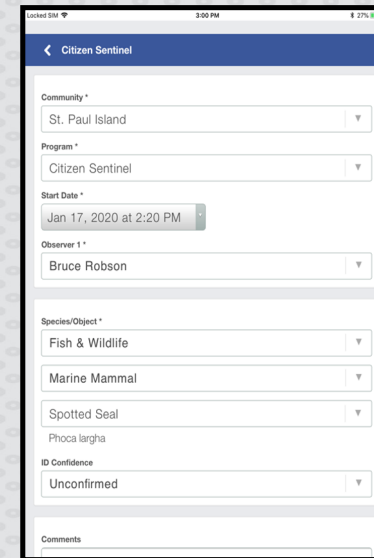 Locked SIM 3:00 PM 27%
Citizen Sentinel
Community *
St. Paul Island
Program *
Citizen Sentinel
Start Date *
Jan 17, 2020 at 2:20 PM
Observer 1 *
Bruce Robson
Species/Object *
Fish & Wildlife
Marine Mammal
Spotted Seal
Phoca largha
ID Confidence
Unconfirmed
Comments